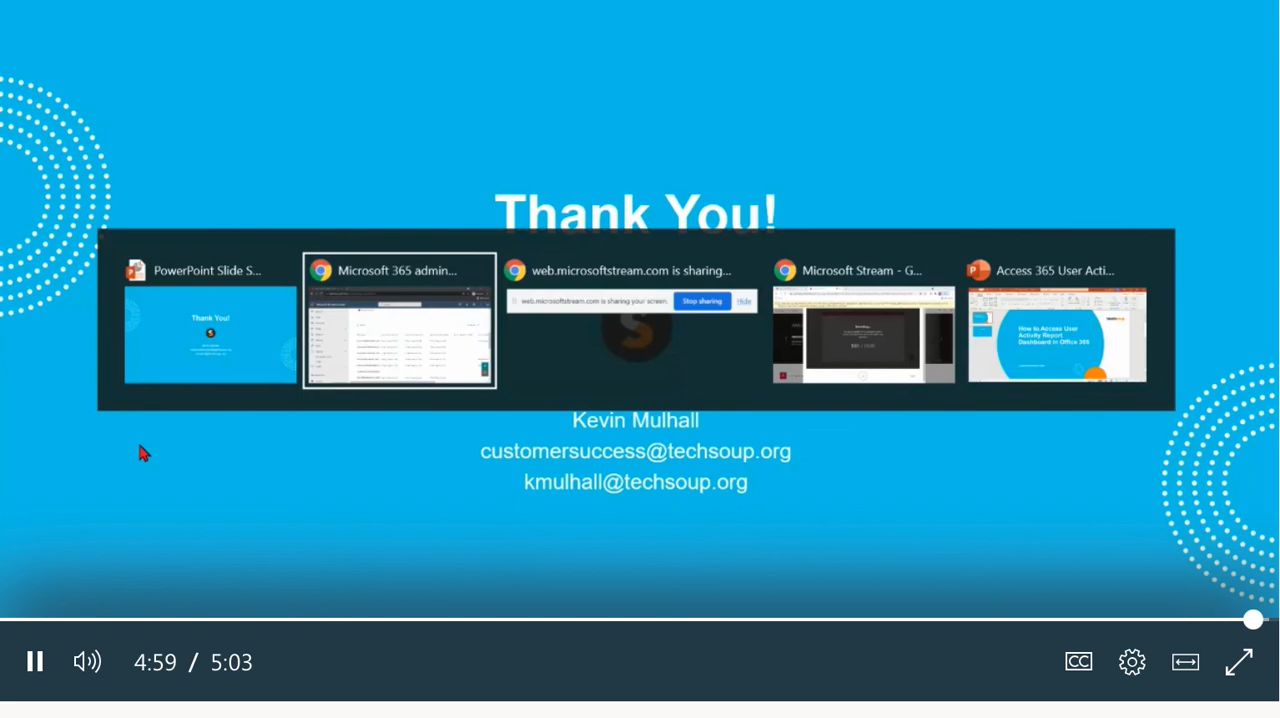 Thank You!
PowerPoint Slide S...
Microsoft 365 admin...
web.microsoftstream.com is sharing...
Microsoft Stream - G...
Access 365 User Acti...
web.microsoftstream.com is sharing your screen.
Stop sharing
Hide
Thank You!
S
How to Access User
Activity Report
Dashboard in Office 365
Kevin Mulhall
customersuccess@techsoup.org
kmulhall@techsoup.org
4:59 / 5:03
CC